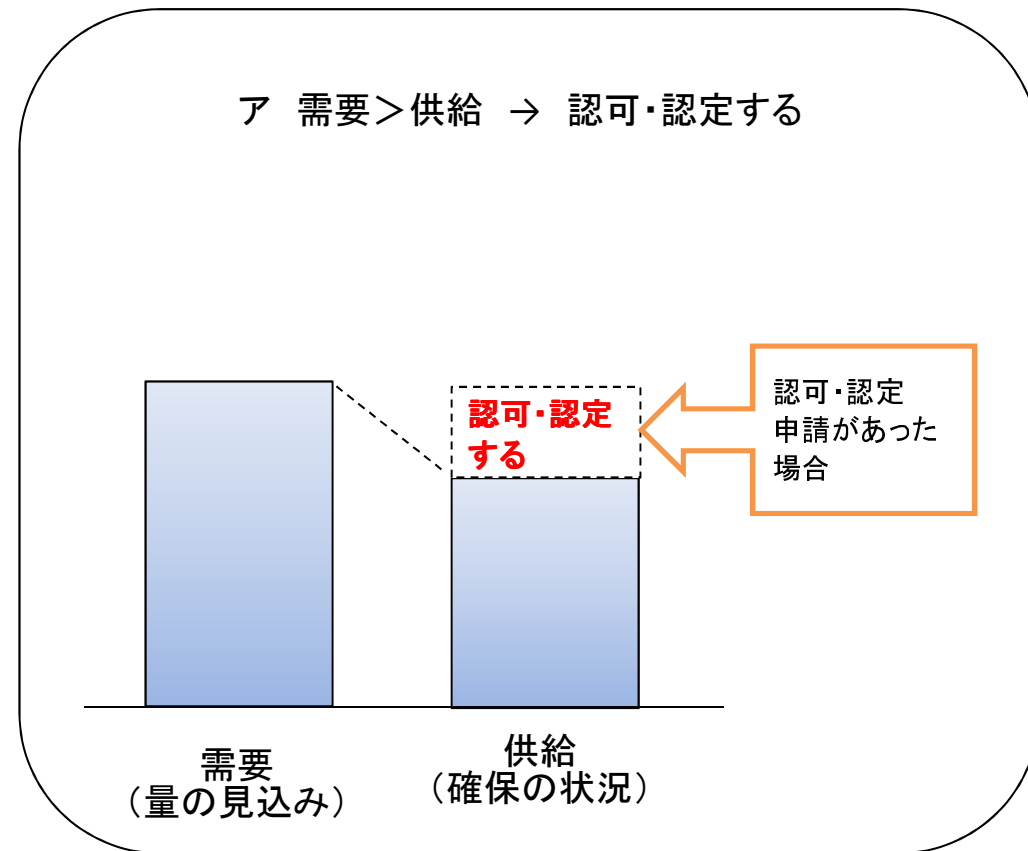 ア 需要＞供給 → 認可・認定する
認可・認定
する
認可・認定
申請があった
場合
需要
（量の見込み）
供給
（確保の状況）